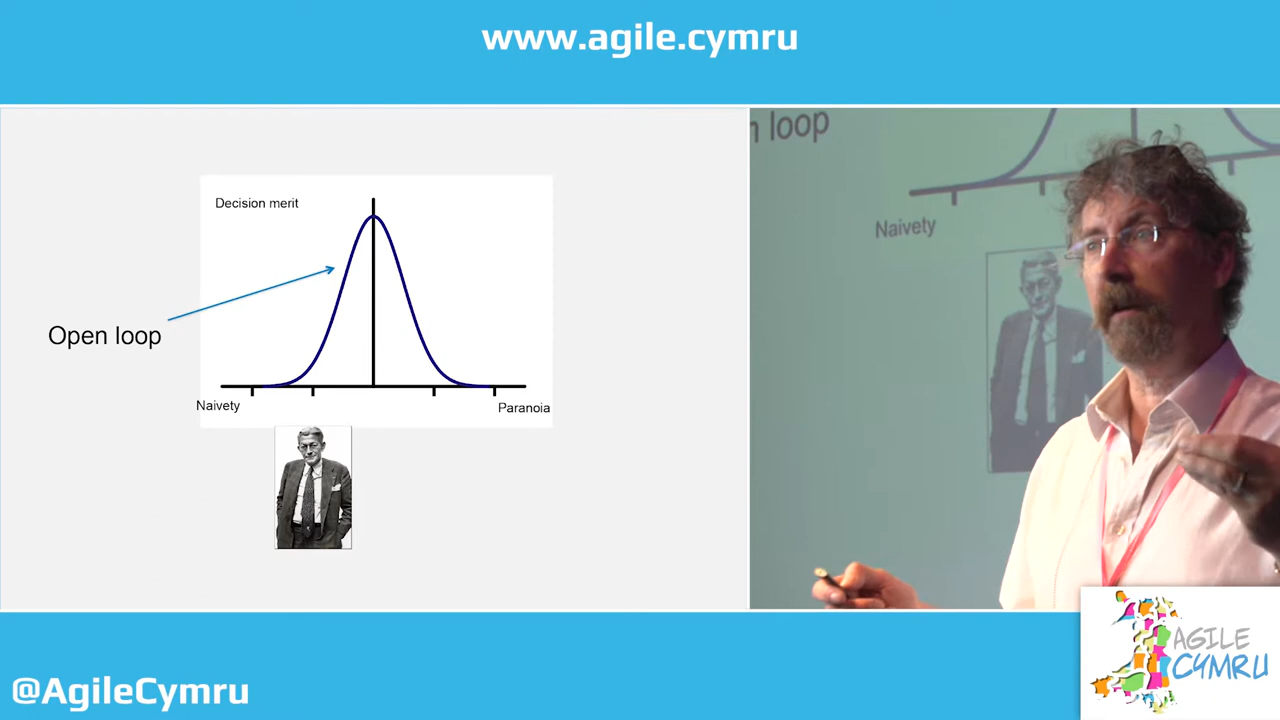 www.agile.cymru
Decision merit
Open loop
Naivety
Paranoia
n loop
Naivety
@AgileCymru
AGILE
CYMRU